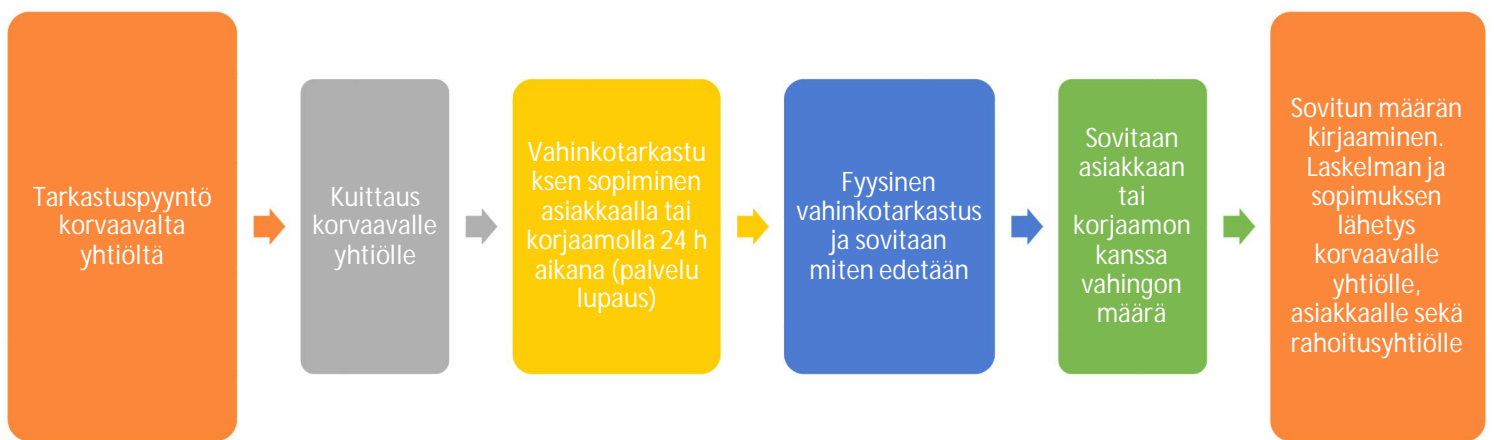 Tarkastuspyyntö
korvaavalta
yhtiöltä
Kuittaus
korvaavalle
yhtiölle
Vahinkotarkastu
ksen sopiminen
asiakkaalla tai
korjaamolla 24 h
aikana (palvelu
lupaus)
Fyysinen
vahinkotarkastus
ja sovitaan
miten edetään
Sovitaan
asiakkaan
tai
korjaamon
kanssa
vahingon
määrä
Sovitun määrän
kirjaaminen.
Laskelman ja
sopimuksen
lähetys
korvaavalle
yhtiölle,
asiakkaalle sekä
rahoitusyhtiölle